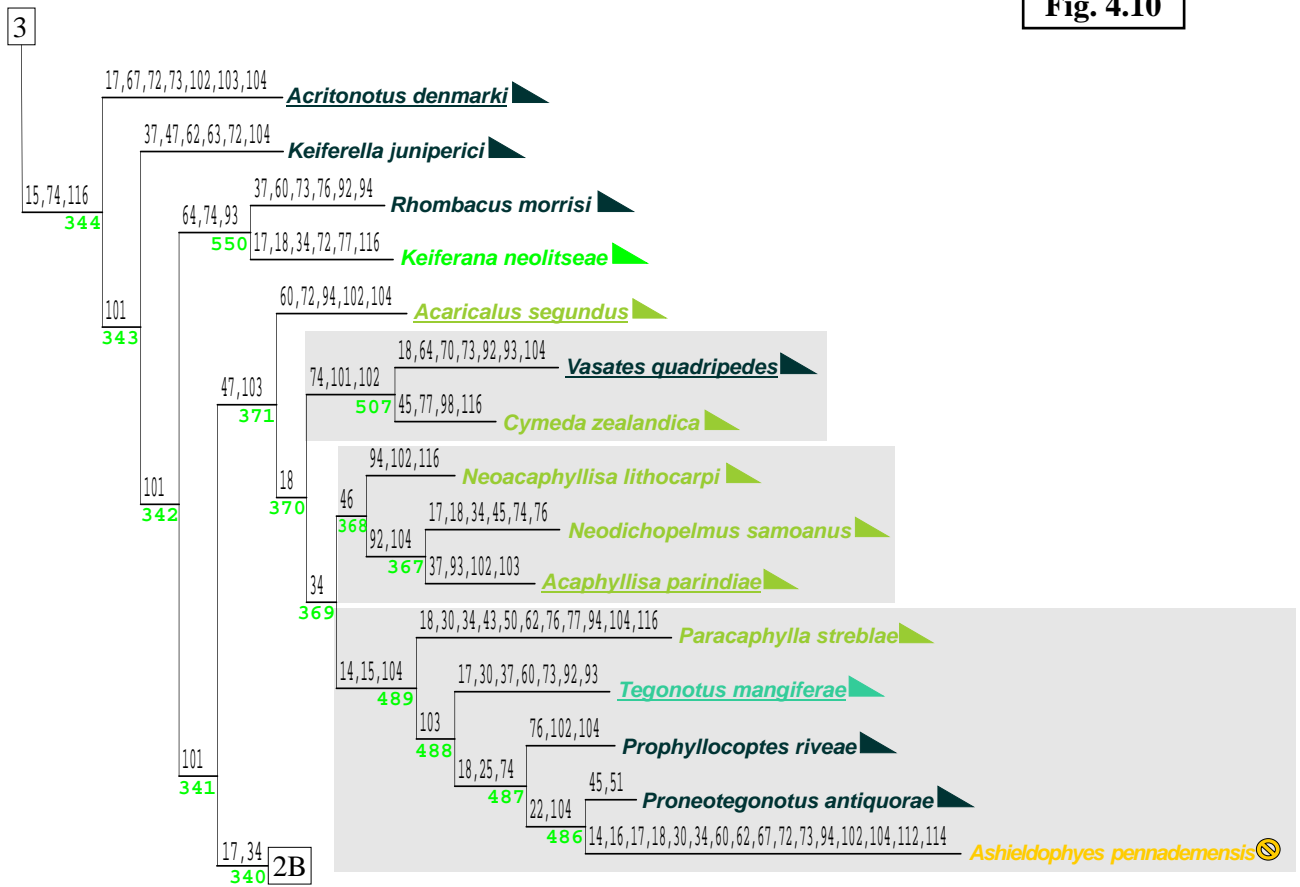 Fig. 4.10
3
17,67,72,73,102,103,104
Acritonotus denmarki
37,47,62,63,72,104
Keiferella juniperici
15,74,116
344
37,60,73,76,92,94
Rhombacus morrisi
64,74,93
550
17,18,34,72,77,116
Keiferana neolitseae
60,72,94,102,104
Acaricalus segundus
101
343
18,64,70,73,92,93,104
Vasates quadripedes
74,101,102
507
47,103
371
45,77,98,116
Cymeda zealandica
94,102,116
Neoacaphyllisa lithocarpi
18
370
101
342
46
368
17,18,34,45,74,76
Neodichopelmus samoanus
92,104
367
37,93,102,103
Acaphyllisa parindiae
34
369
18,30,34,43,50,62,76,77,94,104,116
Paracaphylla streblae
14,15,104
489
17,30,37,60,73,92,93
Tegonotus mangiferae
103
488
76,102,104
Prophyllocoptes riveae
101
341
18,25,74
487
45,51
Proneotegonotus antiquorae
22,104
486
14,16,17,18,30,34,60,62,67,72,73,94,102,104,112,114
Ashieldophyes pennademensis
17,34
340
2B